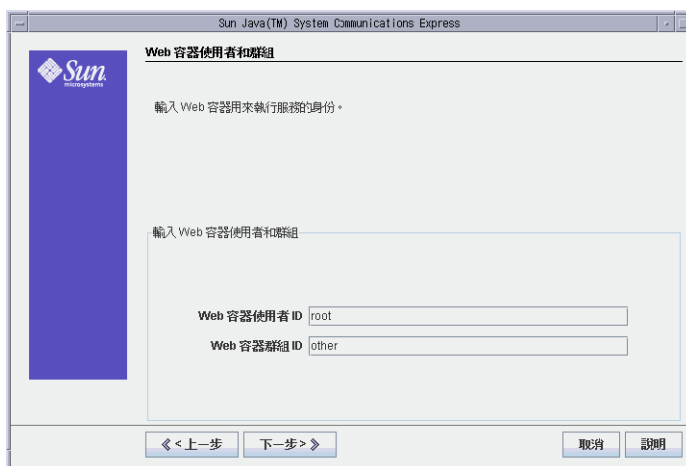 Sun Java(TM) System Communications Express
Sun
microsystems
Web 容器使用者和群組
輸入 Web 容器用來執行服務的身份。
輸入 Web 容器使用者和群組
Web 容器使用者 ID root
Web 容器群組 ID other
< 上一步 下一步 > 取消 說明